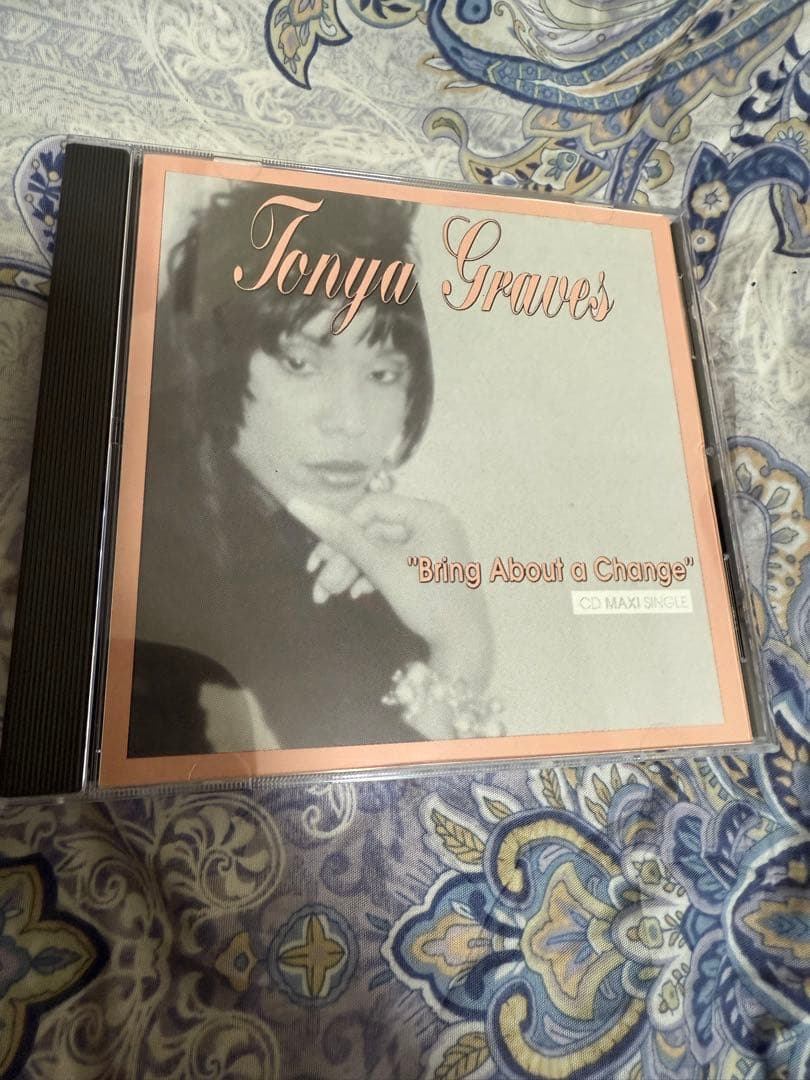 Tonya Graves
"Bring About a Change"
CD MAXI SINGLE